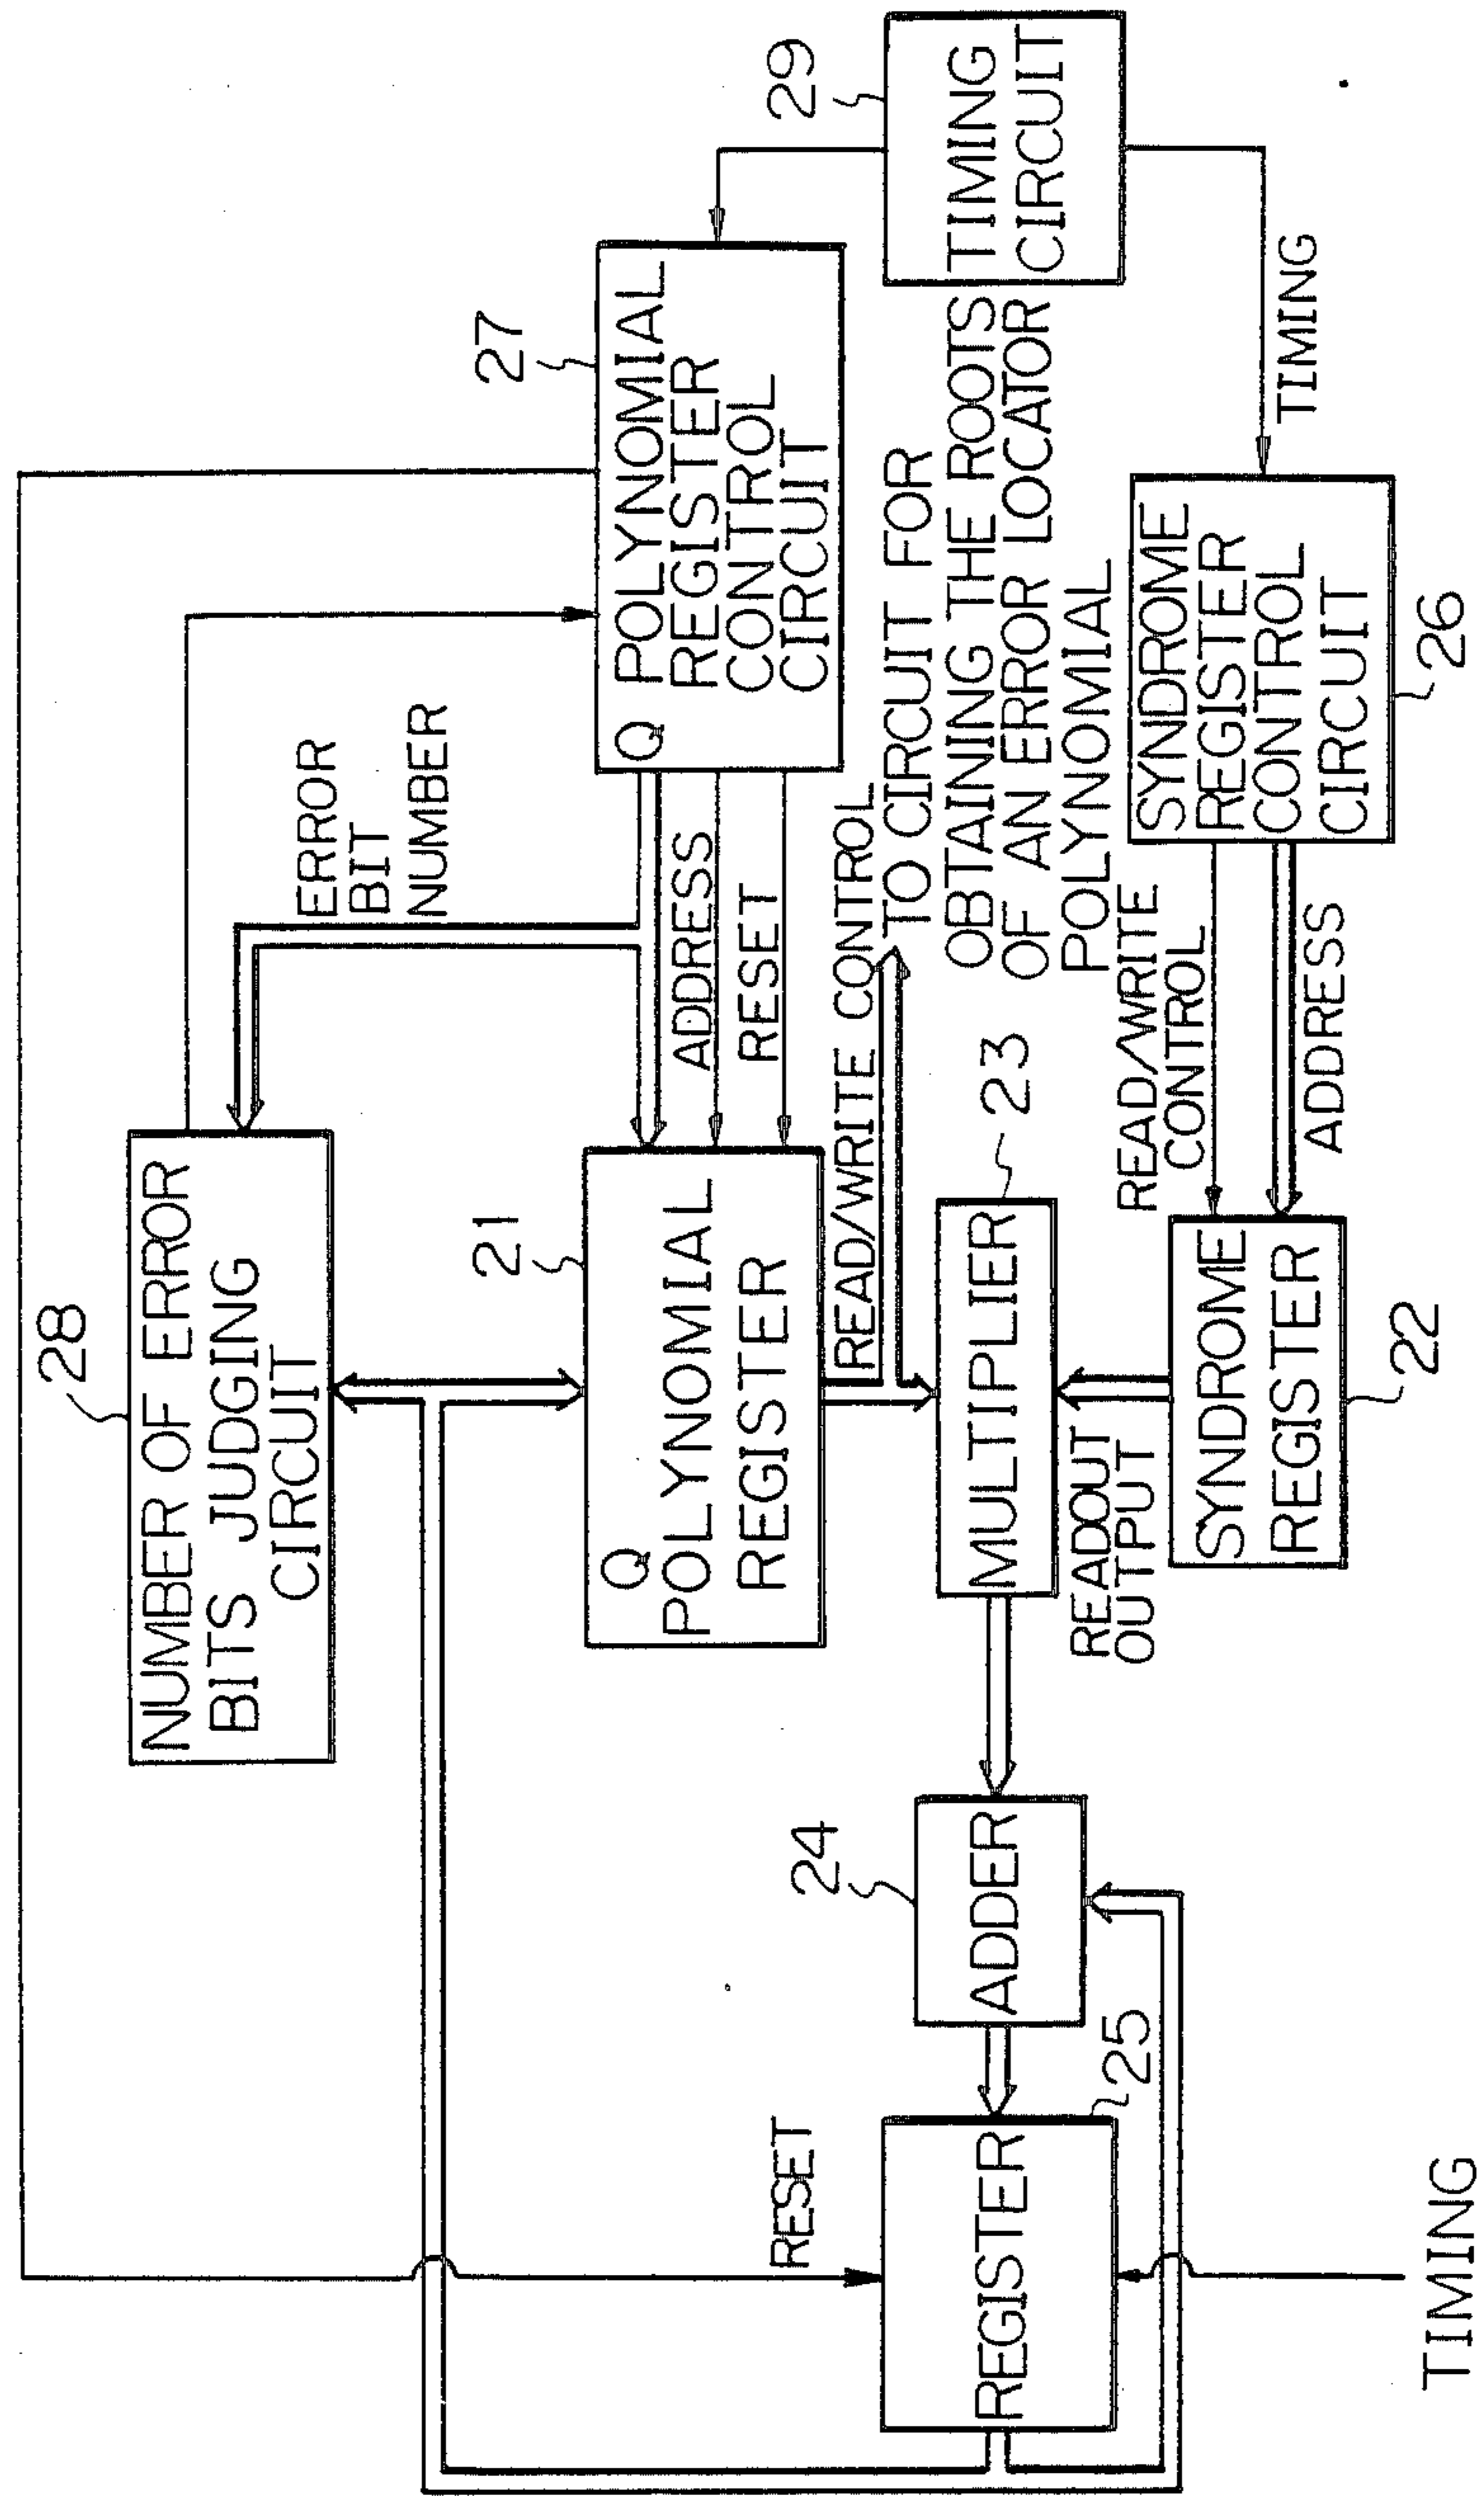 28
NUMBER OF ERROR
BITS JUDGING
CIRCUIT
ERROR
BIT
NUMBER
27
Q POLYNOMIAL
REGISTER
CONTROL
CIRCUIT
21
Q
POLYNOMIAL
REGISTER
ADDRESS
RESET
READ/WRITE CONTROL
29
TIMING
CIRCUIT
TO CIRCUIT FOR
OBTAINING THE ROOTS
OF AN ERROR LOCATOR
POLYNOMIAL
RESET
REGISTER
25
24
ADDER
23
MULTIPLIER
READOUT
OUTPUT
READ/WRITE
CONTROL
ADDRESS
SYNDROME
REGISTER
22
SYNDROME
REGISTER
CONTROL
CIRCUIT
26
TIMING
TIMING